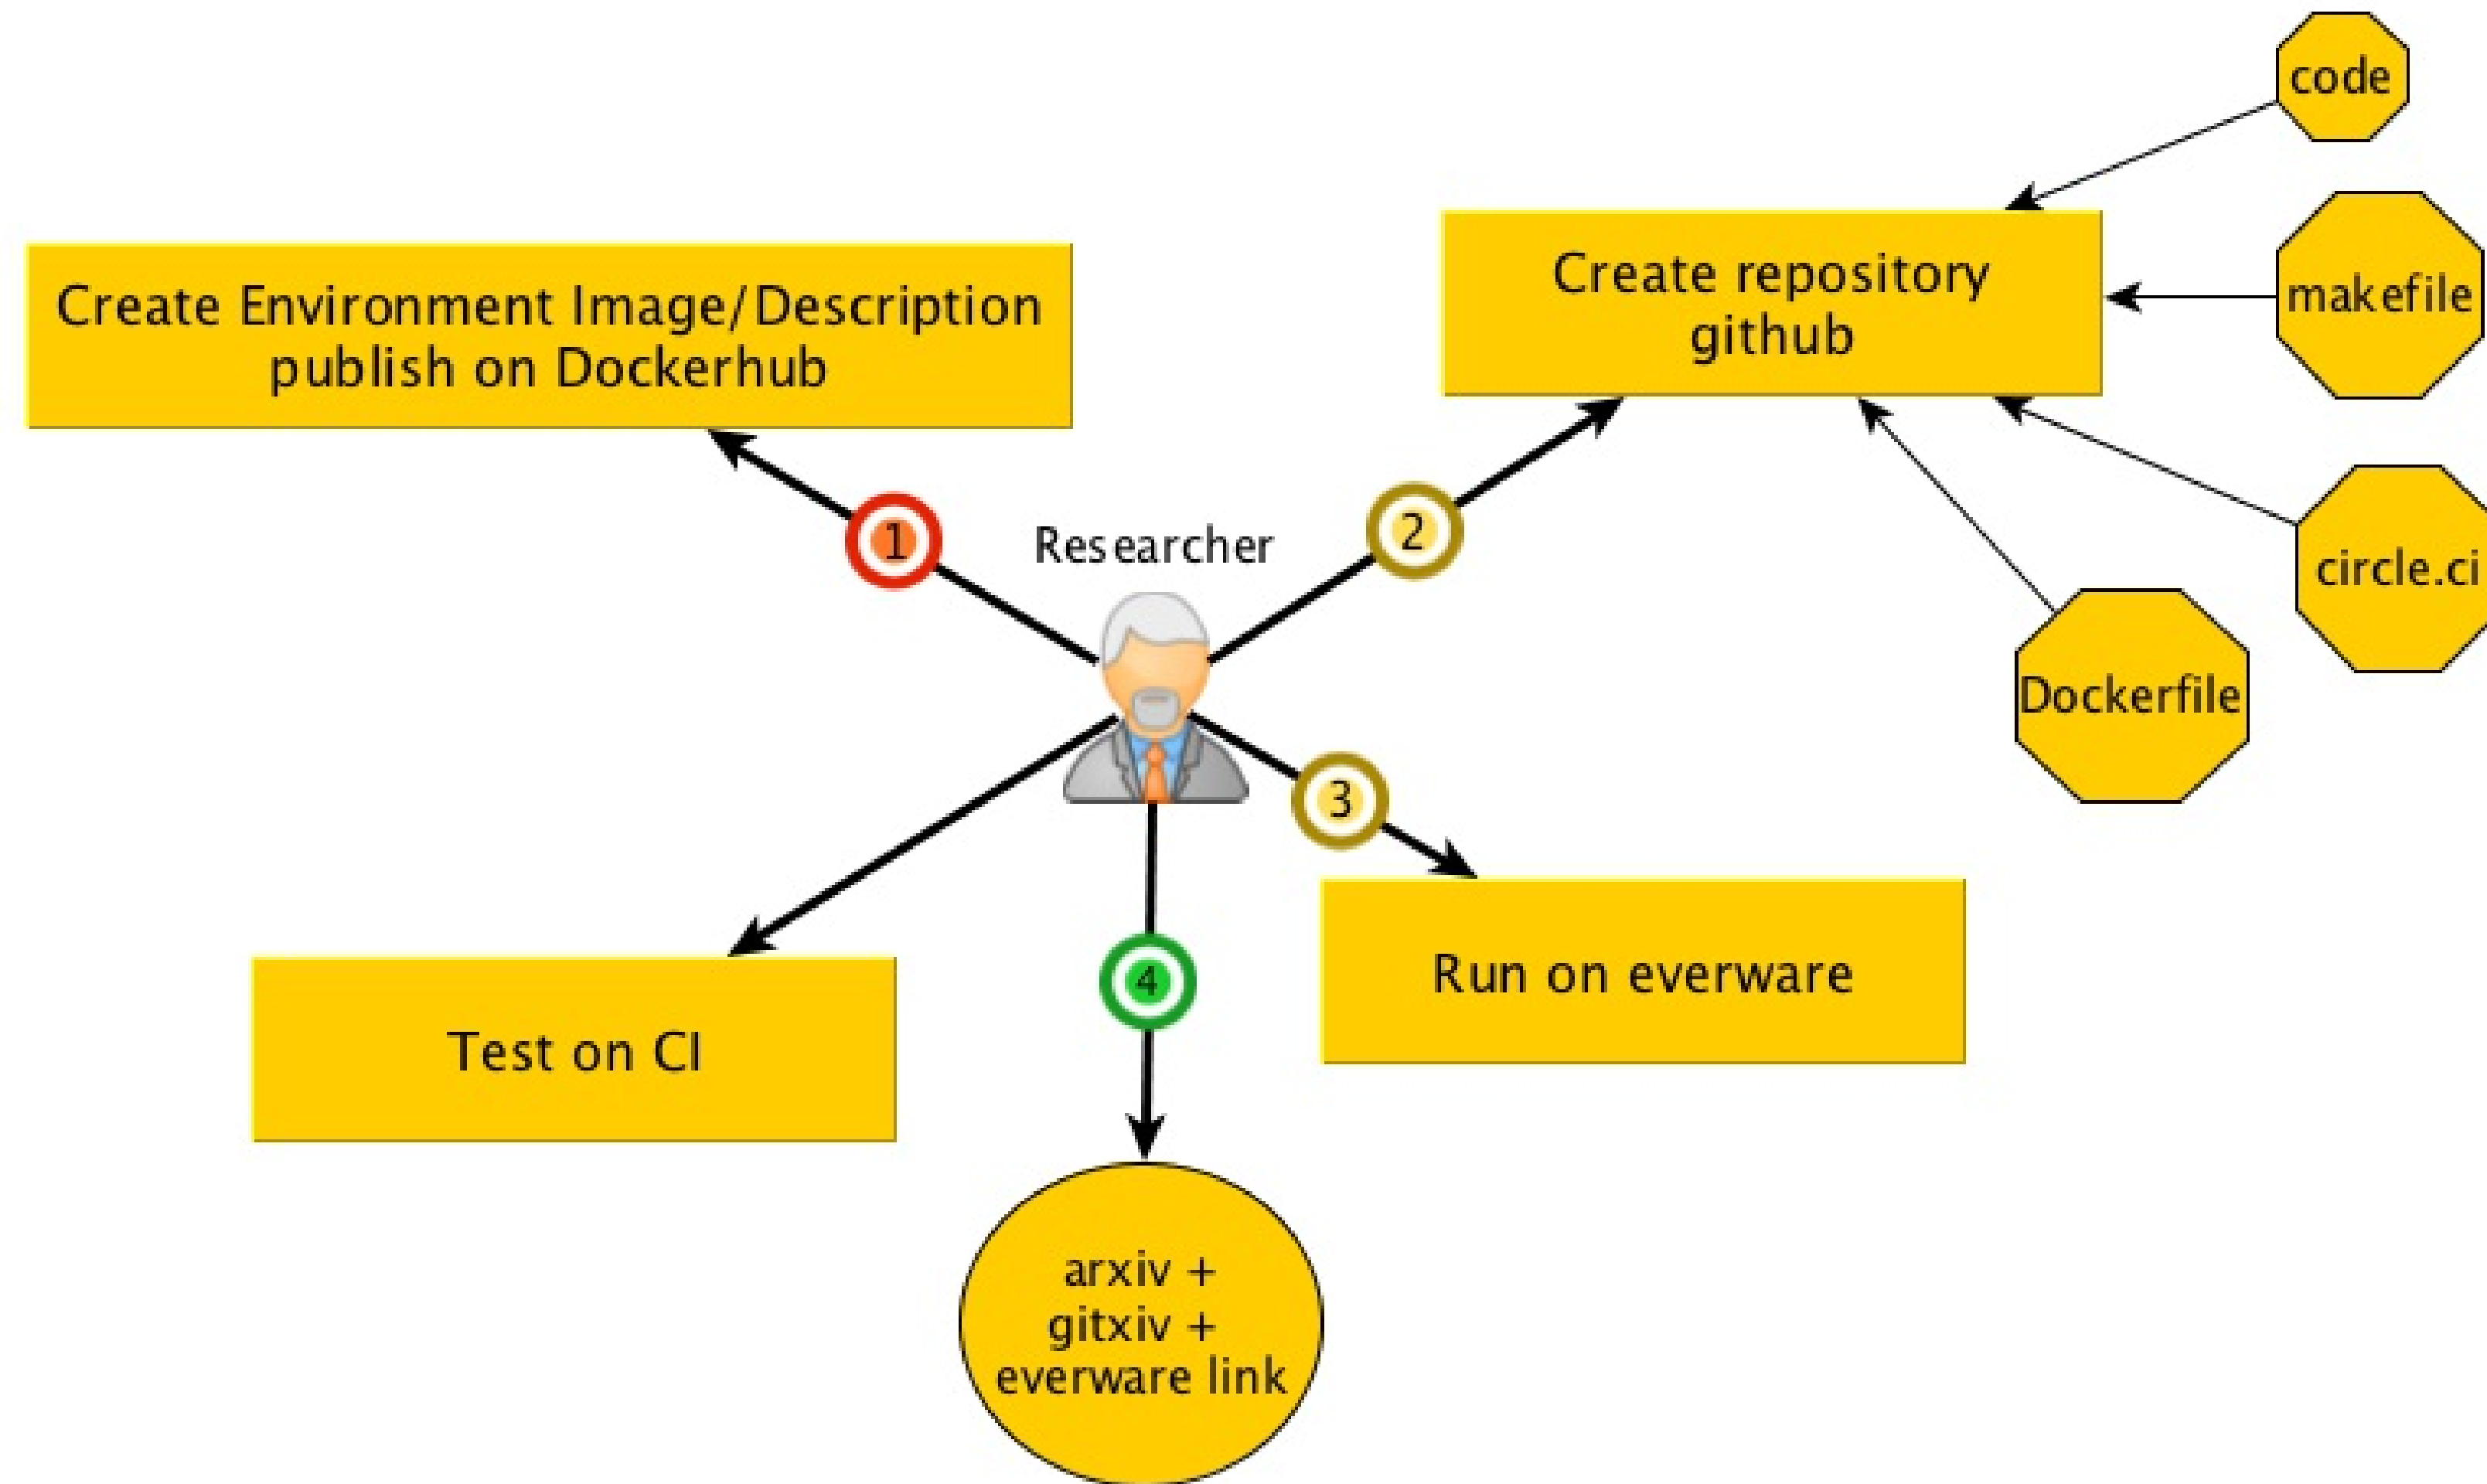 code
Create repository
github
makefile
Create Environment Image/Description
publish on Dockerhub
1
2
Researcher
circle.ci
Dockerfile
3
4
Run on everware
Test on CI
arxiv +
gitxiv +
everware link